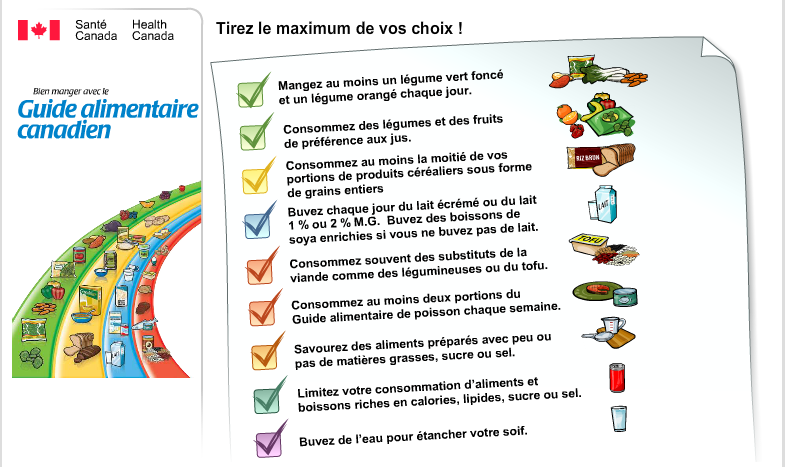 Santé
Canada
Health
Canada
Bien manger avec le
Guide alimentaire
canadien
Tirez le maximum de vos choix !
Mangez au moins un légume vert foncé
et un légume orangé chaque jour.
Consommez des légumes et des fruits
de préférence aux jus.
Consommez au moins la moitié de vos
portions de produits céréaliers sous forme
de grains entiers
RIZ BRUN
Buvez chaque jour du lait écrémé ou du lait
1 % ou 2 % M.G. Buvez des boissons de
soya enrichies si vous ne buvez pas de lait.
LAIT
Consommez souvent des substituts de la
viande comme des légumineuses ou du tofu.
TOFU
Consommez au moins deux portions du
Guide alimentaire de poisson chaque semaine.
Savourez des aliments préparés avec peu ou
pas de matières grasses, sucre ou sel.
Limitez votre consommation d'aliments et
boissons riches en calories, lipides, sucre ou sel.
Buvez de l'eau pour étancher votre soif.